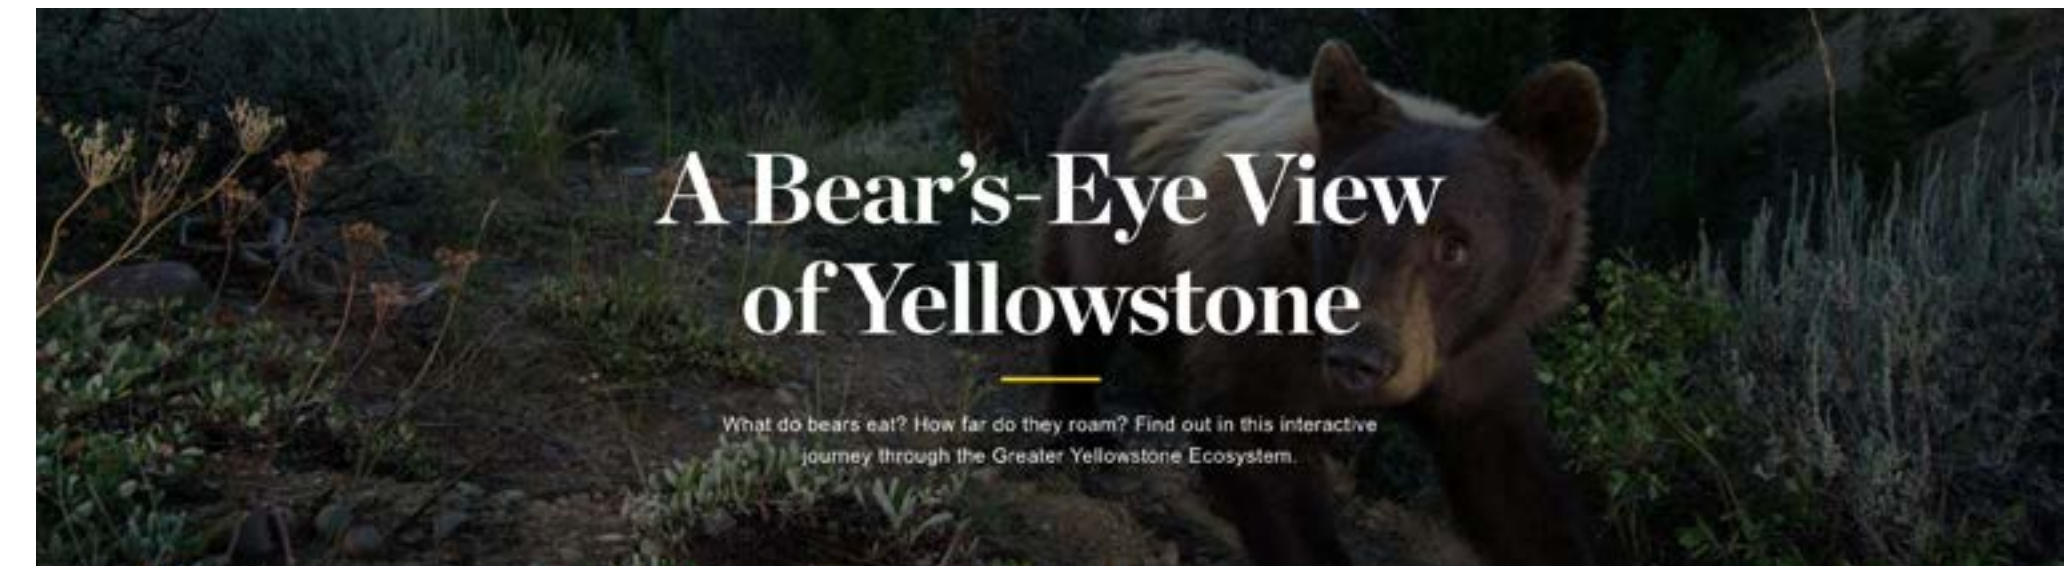 A Bear’s-Eye View
of Yellowstone
What do bears eat? How far do they roam? Find out in this interactive
journey through the Greater Yellowstone Ecosystem.